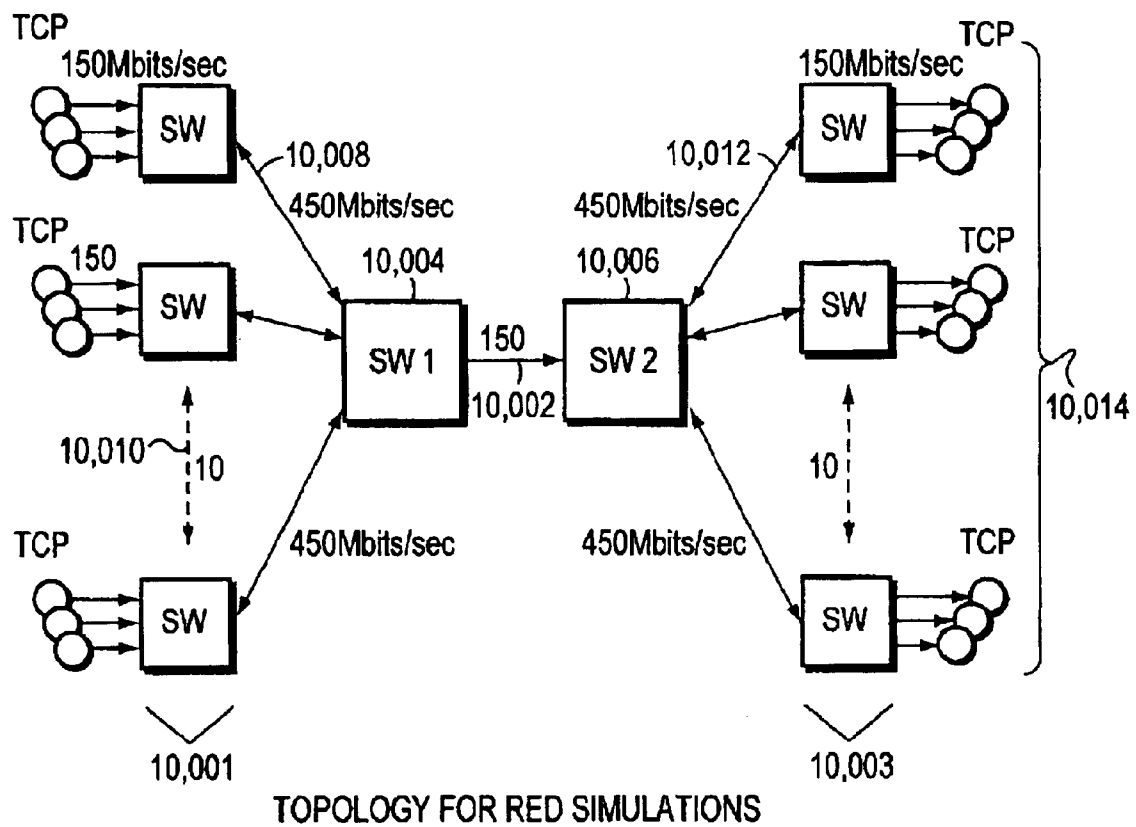 TCP
TCP
150Mbits/sec
150Mbits/sec
SW
SW
10,008
10,012
450Mbits/sec
450Mbits/sec
TCP
TCP
150
10,004
10,006
SW
SW
SW 1
150
SW 2
10,002
10,014
10,010
10
10
450Mbits/sec
450Mbits/sec
TCP
TCP
SW
SW
10,001
10,003
TOPOLOGY FOR RED SIMULATIONS